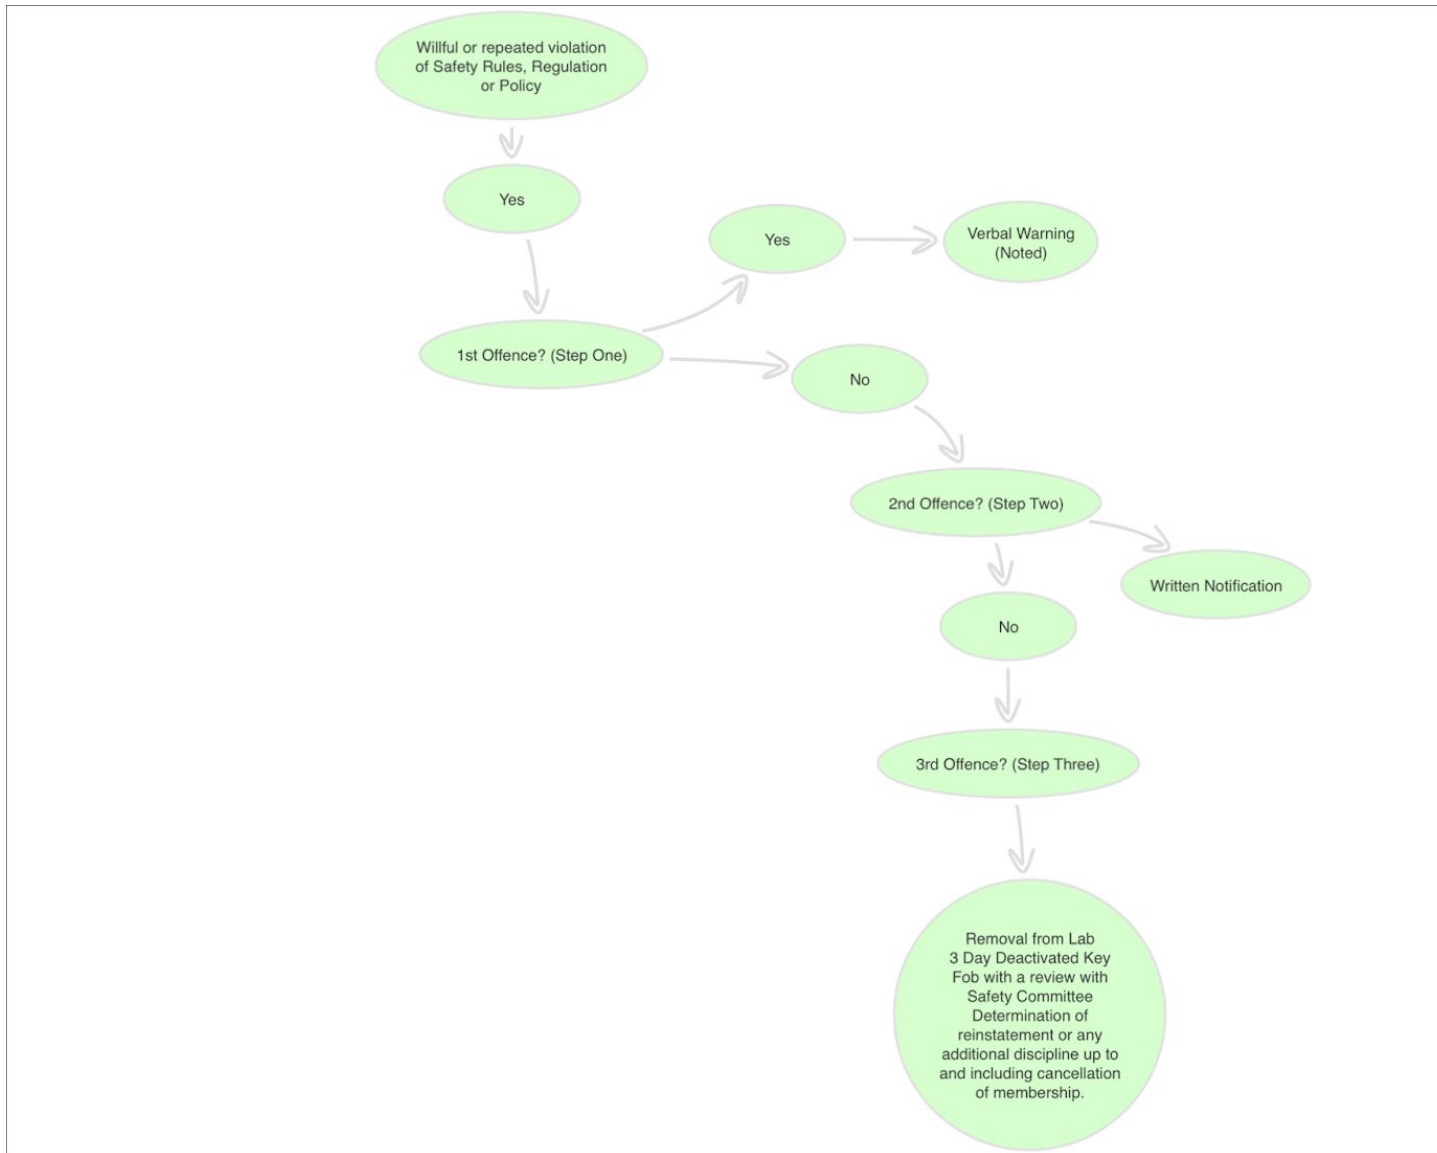 Willful or repeated violation
of Safety Rules, Regulation
or Policy
Yes
Yes
Verbal Warning
(Noted)
1st Offence? (Step One)
No
2nd Offence? (Step Two)
Written Notification
No
3rd Offence? (Step Three)
Removal from Lab
3 Day Deactivated Key
Fob with a review with
Safety Committee
Determination of
reinstatement or any
additional discipline up to
and including cancellation
of membership.